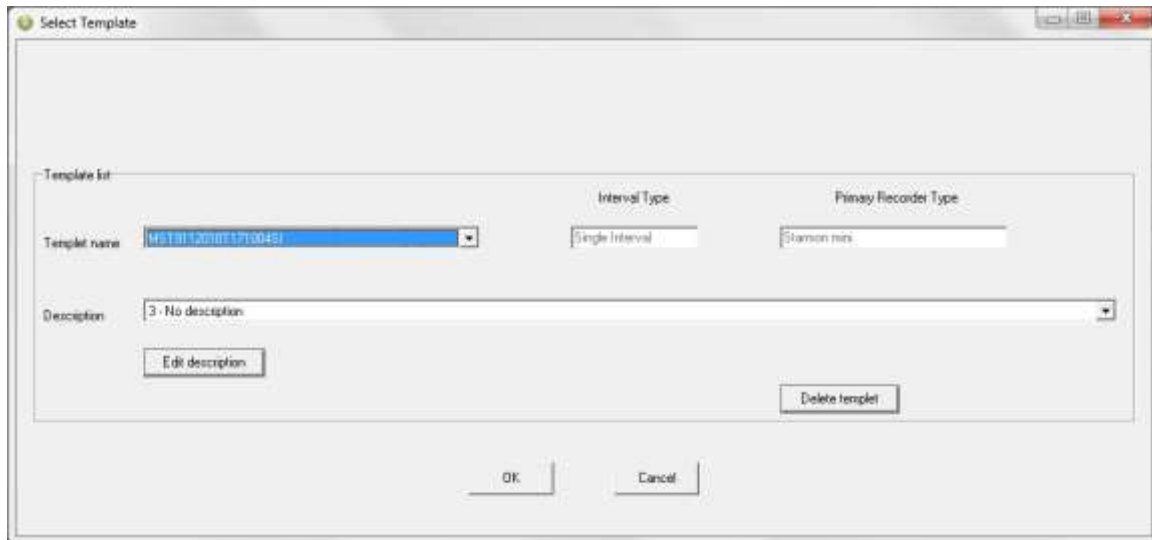 Select Template
Template list
Interval Type
Primary Recorder Type
Templet name
Single Interval
mini
Description
3 - No description
Edit description
Delete templet
OK
Cancel